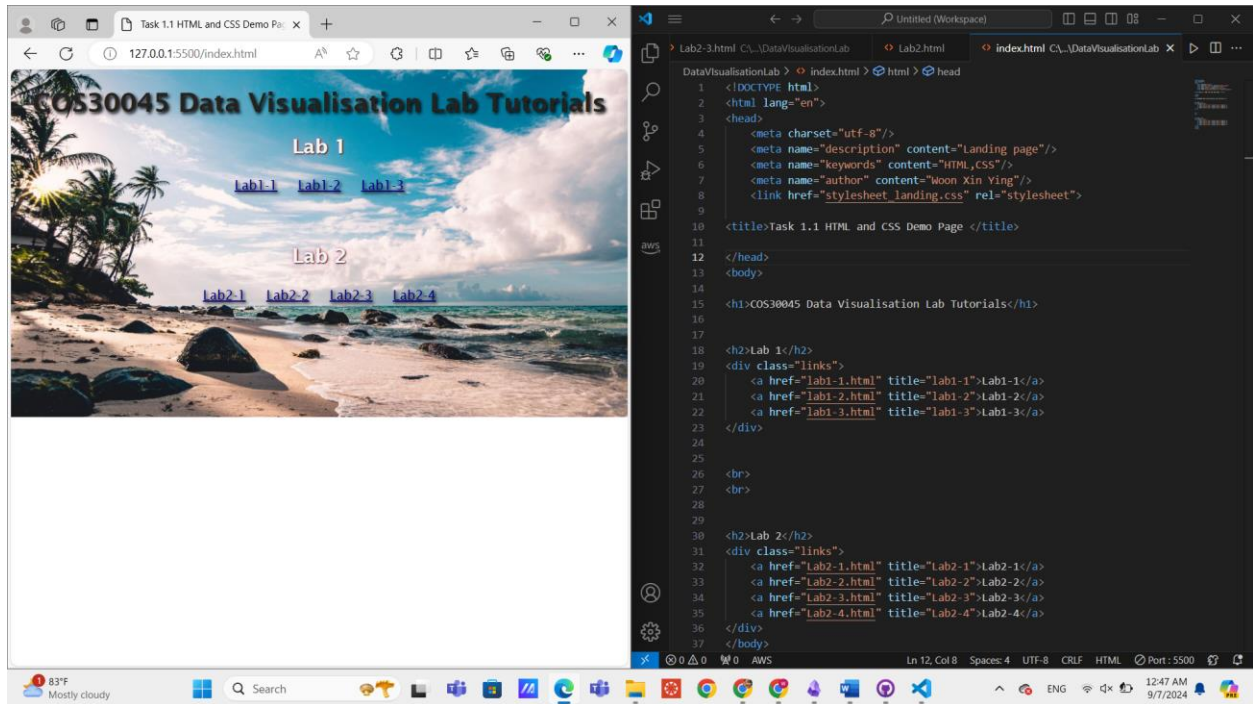 Task 1.1 HTML and CSS Demo Pa
127.0.0.1:5500/index.html
COS30045 Data Visualisation Lab Tutorials
Lab 1
Lab1-1 Lab1-2 Lab1-3
Lab 2
Lab2-1 Lab2-2 Lab2-3 Lab2-4
Untitled (Workspace)
Lab2-3.html C:\...\DataVIsualisationLab Lab2.html index.html C:\...\DataVIsualisationLab
DataVIsualisationLab > index.html > html > head
aws
1 <!DOCTYPE html>
2 <html lang="en">
3 <head>
4 <meta charset="utf-8"/>
5 <meta name="description" content="Landing page"/>
6 <meta name="keywords" content="HTML,CSS"/>
7 <meta name="author" content="Woon Xin Ying"/>
8 <link href="stylesheet_landing.css" rel="stylesheet">
9
10 <title>Task 1.1 HTML and CSS Demo Page </title>
11
12 </head>
13 <body>
14
15 <h1>COS30045 Data Visualisation Lab Tutorials</h1>
16
17
18 <h2>Lab 1</h2>
19 <div class="links">
20 <a href="lab1-1.html" title="lab1-1">Lab1-1</a>
21 <a href="lab1-2.html" title="lab1-2">Lab1-2</a>
22 <a href="lab1-3.html" title="lab1-3">Lab1-3</a>
23 </div>
24
25
26 <br>
27 <br>
28
29
30 <h2>Lab 2</h2>
31 <div class="links">
32 <a href="Lab2-1.html" title="Lab2-1">Lab2-1</a>
33 <a href="Lab2-2.html" title="Lab2-2">Lab2-2</a>
34 <a href="Lab2-3.html" title="Lab2-3">Lab2-3</a>
35 <a href="Lab2-4.html" title="Lab2-4">Lab2-4</a>
36 </div>
37 </body>
0 0 0 AWS Ln 12, Col 8 Spaces: 4 UTF-8 CRLF HTML Port : 5500
1 83°F
Mostly cloudy
Search
ENG
12:47 AM
9/7/2024